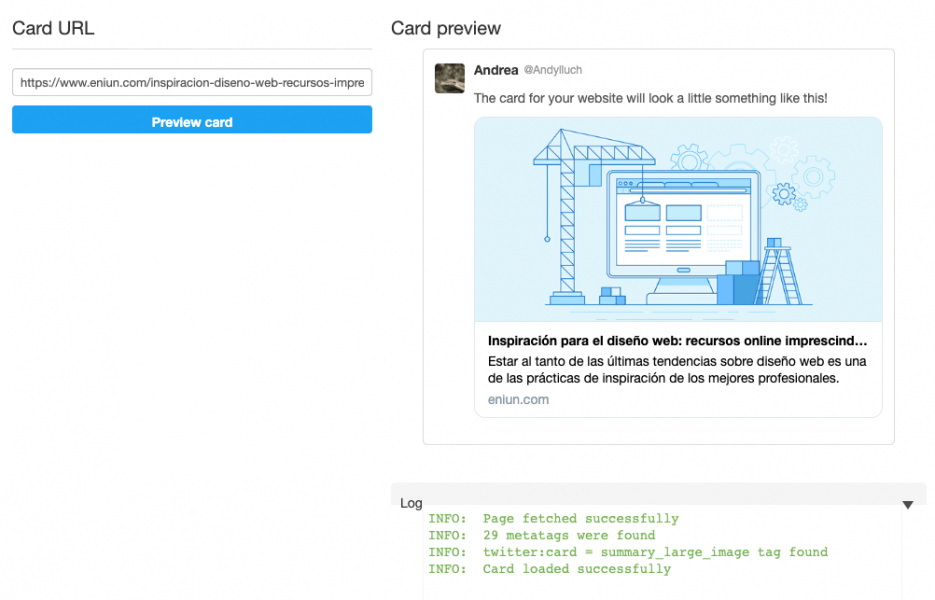 Card URL
https://www.eniun.com/inspiracion-diseno-web-recursos-impre
Preview card
Card preview
Andrea @Andylluch
The card for your website will look a little something like this!
Inspiración para el diseño web: recursos online imprescind...
Estar al tanto de las últimas tendencias sobre diseño web es una
de las prácticas de inspiración de los mejores profesionales.
eniun.com
Log
INFO: Page fetched successfully
INFO: 29 metatags were found
INFO: twitter:card = summary_large_image tag found
INFO: Card loaded successfully